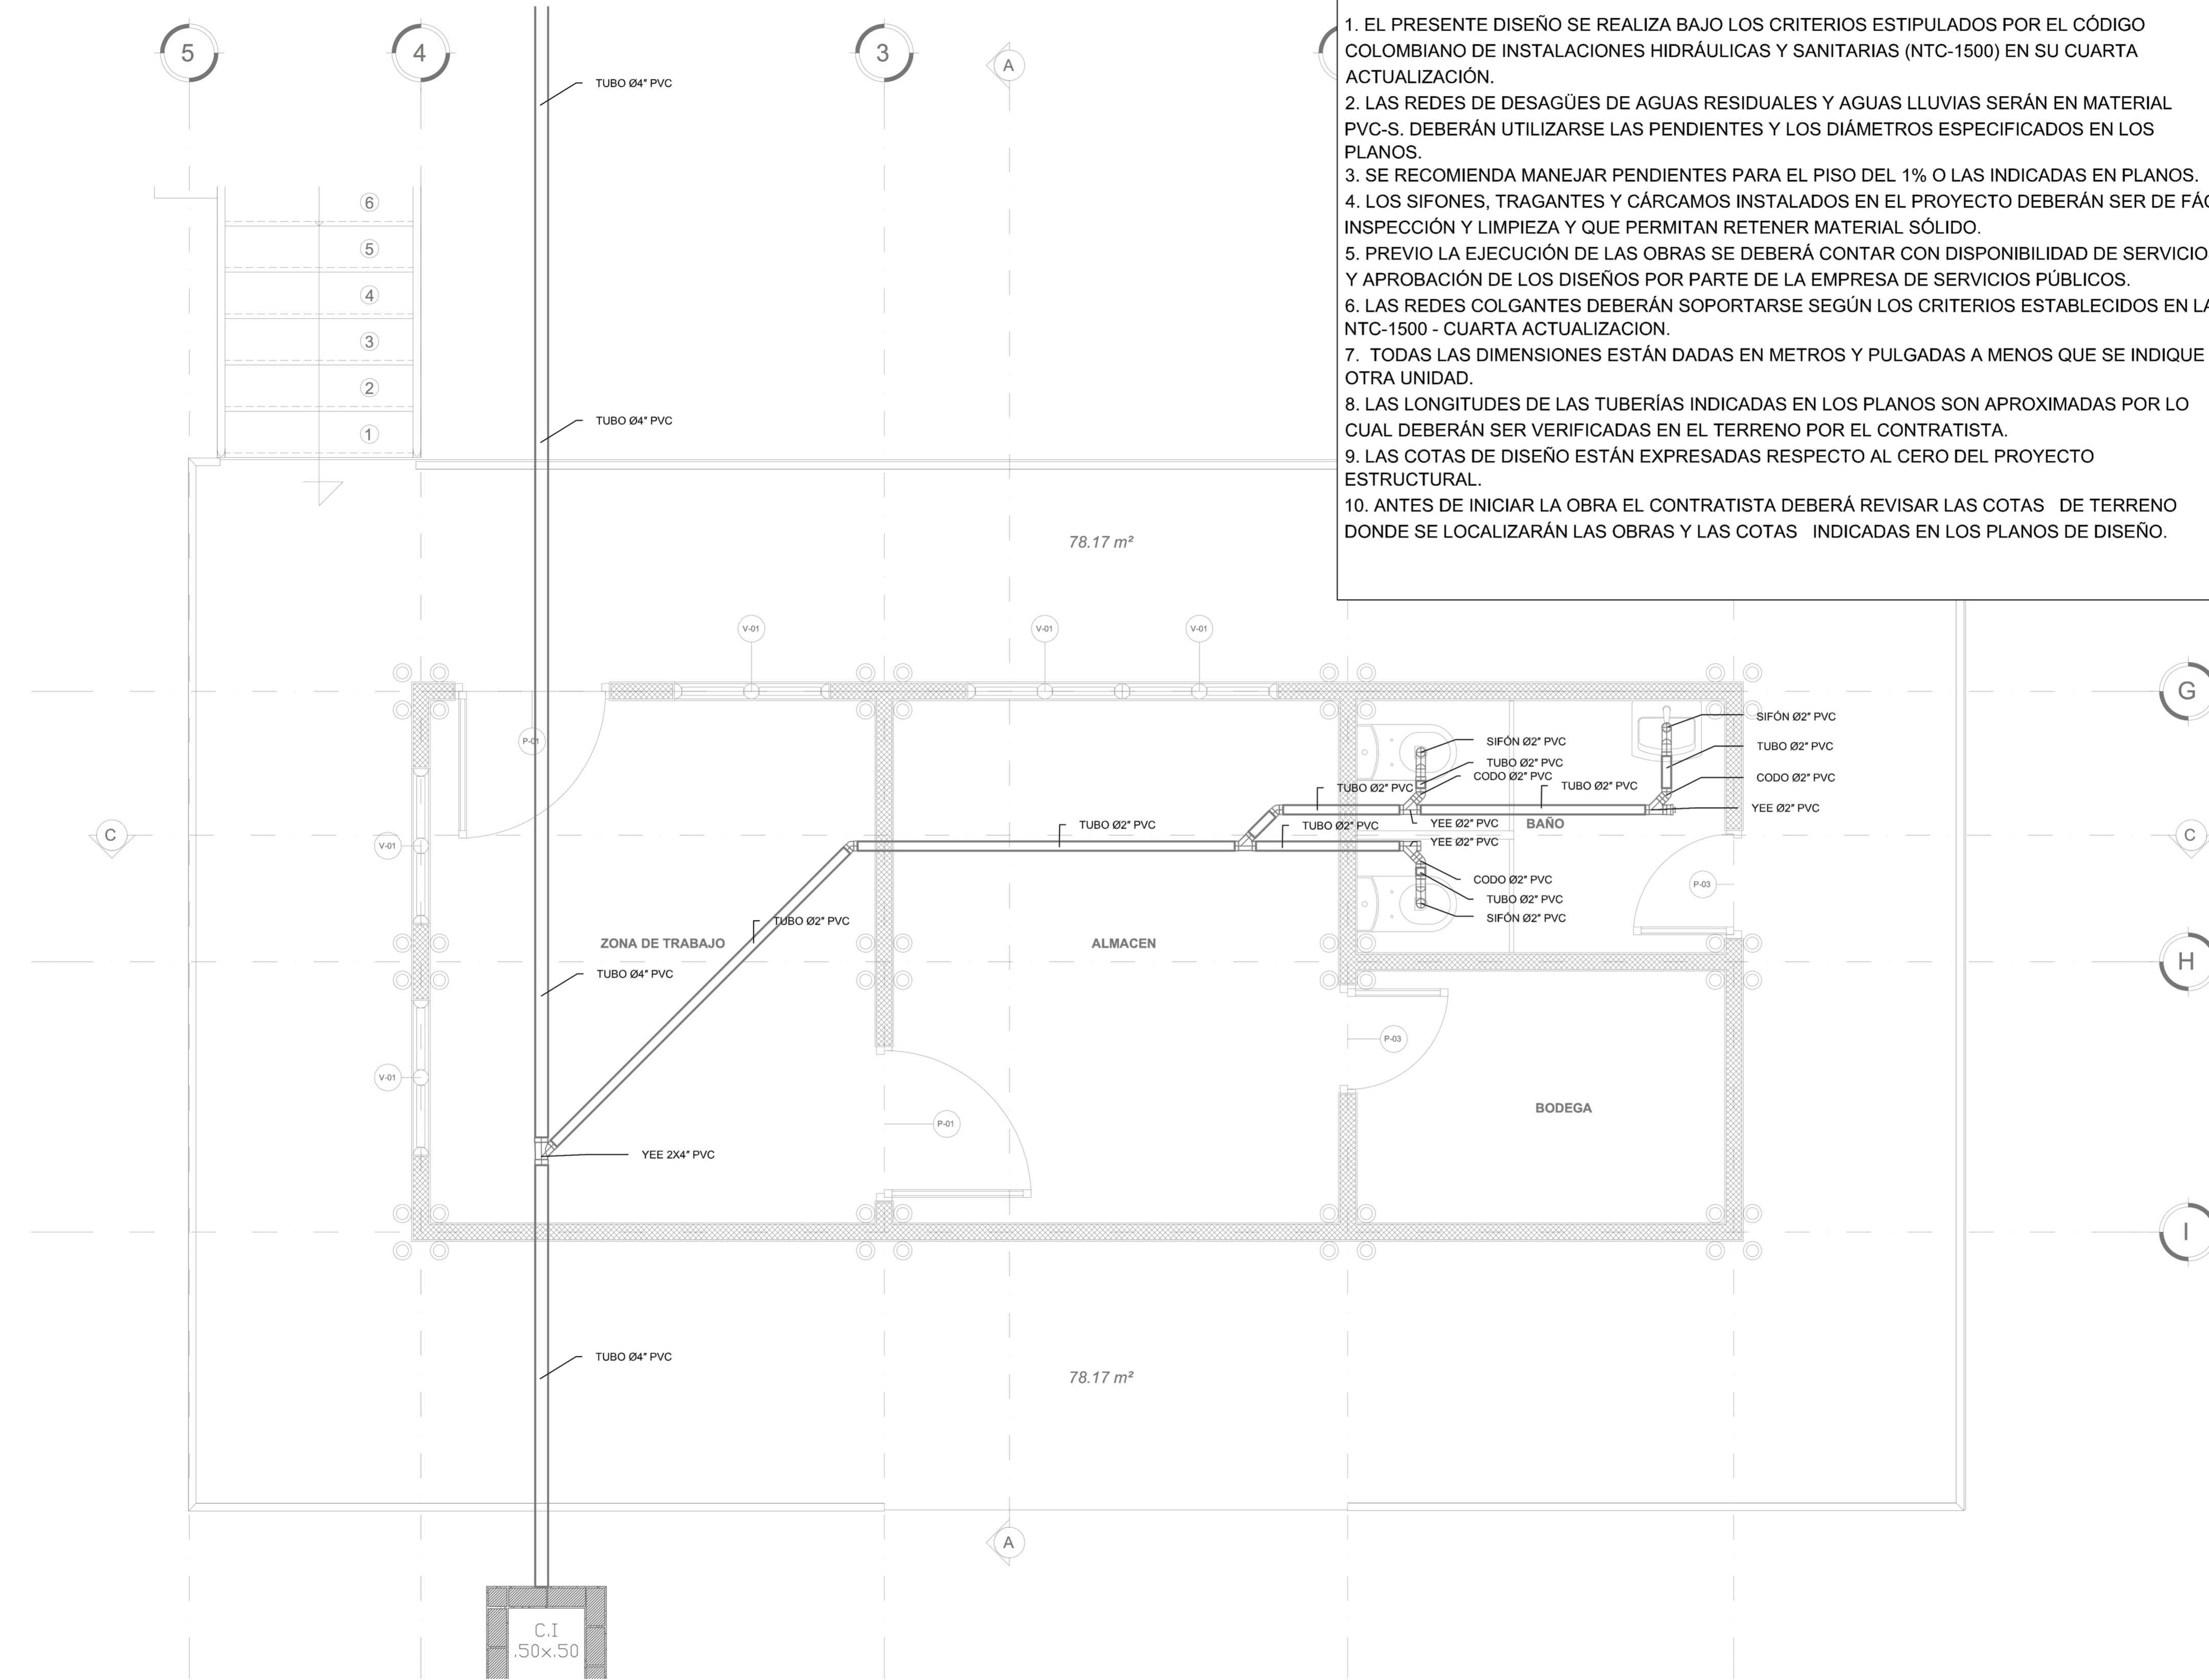 5
4
3
A
1. EL PRESENTE DISEÑO SE REALIZA BAJO LOS CRITERIOS ESTIPULADOS POR EL CÓDIGO
COLOMBIANO DE INSTALACIONES HIDRÁULICAS Y SANITARIAS (NTC-1500) EN SU CUARTA
ACTUALIZACIÓN.
2. LAS REDES DE DESAGÜES DE AGUAS RESIDUALES Y AGUAS LLUVIAS SERÁN EN MATERIAL
PVC-S. DEBERÁN UTILIZARSE LAS PENDIENTES Y LOS DIÁMETROS ESPECIFICADOS EN LOS
PLANOS.
3. SE RECOMIENDA MANEJAR PENDIENTES PARA EL PISO DEL 1% O LAS INDICADAS EN PLANOS.
4. LOS SIFONES, TRAGANTES Y CÁRCAMOS INSTALADOS EN EL PROYECTO DEBERÁN SER DE
INSPECCIÓN Y LIMPIEZA Y QUE PERMITAN RETENER MATERIAL SÓLIDO.
5. PREVIO LA EJECUCIÓN DE LAS OBRAS SE DEBERÁ CONTAR CON DISPONIBILIDAD DE SERVICIO
Y APROBACIÓN DE LOS DISEÑOS POR PARTE DE LA EMPRESA DE SERVICIOS PÚBLICOS.
6. LAS REDES COLGANTES DEBERÁN SOPORTARSE SEGÚN LOS CRITERIOS ESTABLECIDOS EN LA
NTC-1500 - CUARTA ACTUALIZACION.
7. TODAS LAS DIMENSIONES ESTÁN DADAS EN METROS Y PULGADAS A MENOS QUE SE INDIQUE
OTRA UNIDAD.
8. LAS LONGITUDES DE LAS TUBERÍAS INDICADAS EN LOS PLANOS SON APROXIMADAS POR LO
CUAL DEBERÁN SER VERIFICADAS EN EL TERRENO POR EL CONTRATISTA.
9. LAS COTAS DE DISEÑO ESTÁN EXPRESADAS RESPECTO AL CERO DEL PROYECTO
ESTRUCTURAL.
10. ANTES DE INICIAR LA OBRA EL CONTRATISTA DEBERÁ REVISAR LAS COTAS DE TERRENO
DONDE SE LOCALIZARÁN LAS OBRAS Y LAS COTAS INDICADAS EN LOS PLANOS DE DISEÑO.
TUBO Ø4" PVC
6
5
4
3
2
1
TUBO Ø4" PVC
78.17 m²
V-01
V-01
V-01
G
P-01
SIFÓN Ø2" PVC
SIFÓN Ø2" PVC
TUBO Ø2" PVC
TUBO Ø2" PVC
CODO Ø2" PVC
CODO Ø2" PVC
TUBO Ø2" PVC
TUBO Ø2" PVC
YEE Ø2" PVC
TUBO Ø2" PVC
TUBO Ø2" PVC
YEE Ø2" PVC
BAÑO
C
C
V-01
YEE Ø2" PVC
CODO Ø2" PVC
P-03
TUBO Ø2" PVC
SIFÓN Ø2" PVC
TUBO Ø2" PVC
ZONA DE TRABAJO
ALMACEN
H
TUBO Ø4" PVC
P-03
V-01
BODEGA
P-01
YEE 2X4" PVC
I
TUBO Ø4" PVC
78.17 m²
A
C.I
.50x.50